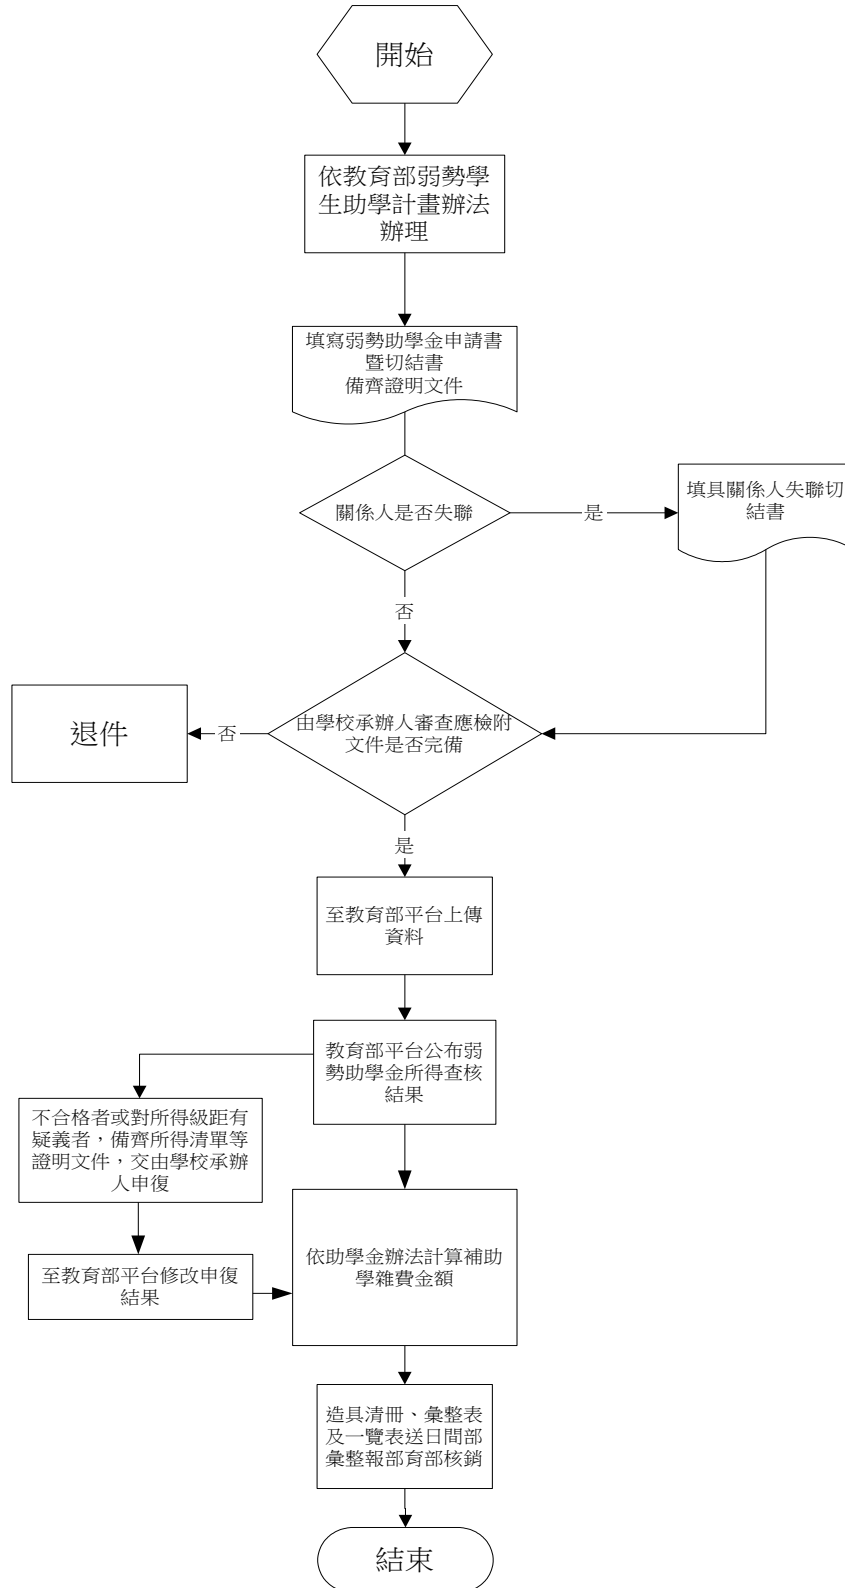 開始
依教育部弱勢學
生助學計畫辦法
辦理
填寫弱勢助學金申請書
暨切結書
備齊證明文件
關係人是否失聯
是
填具關係人失聯切
結書
否
由學校承辦人審查應檢附
文件是否完備
否
退件
是
至教育部平台上傳
資料
教育部平台公布弱
勢助學金所得查核
結果
不合格者或對所得級距有
疑義者，備齊所得清單等
證明文件，交由學校承辦
人申復
至教育部平台修改申復
結果
依助學金辦法計算補助
學雜費金額
造具清冊、彙整表
及一覽表送日間部
彙整報部育部核銷
結束